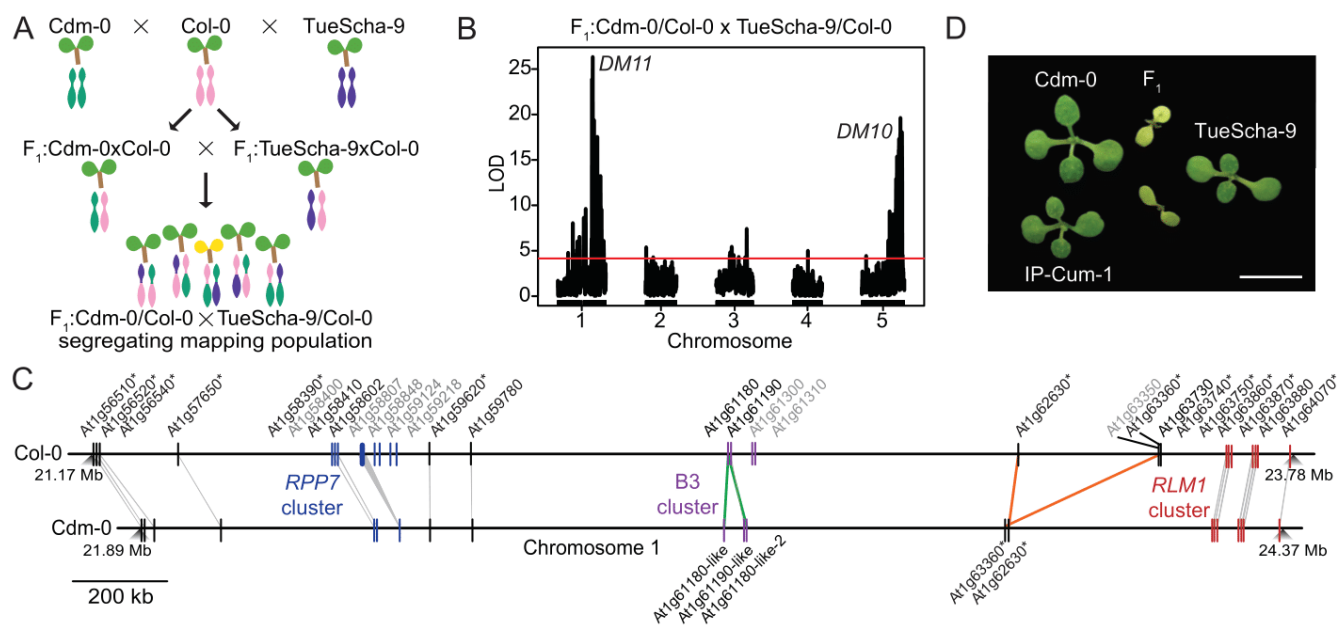 A
Cdm-0 × Col-0 × TueScha-9
F1:Cdm-0xCol-0 × F1:TueScha-9xCol-0
F1:Cdm-0/Col-0 × TueScha-9/Col-0
segregating mapping population
B
F1:Cdm-0/Col-0 x TueScha-9/Col-0
DM11
DM10
LOD
25
20
15
10
5
0
1 2 3 4 5
Chromosome
D
Cdm-0
F1
TueScha-9
IP-Cum-1
C
At1g56510*
At1g56520*
At1g56540*
At1g57650*
At1g58390*
At1g58400
At1g58410
At1g58602
At1g58807
At1g58848
At1g59124
At1g59218
At1g59620*
At1g59780
At1g61180
At1g61190
At1g61300
At1g61310
At1g62630*
At1g63350
At1g63360*
At1g63730
At1g63740*
At1g63750*
At1g63860*
At1g63870*
At1g63880
At1g64070*
Col-0
21.17 Mb
23.78 Mb
RPP7
cluster
B3
cluster
RLM1
cluster
Cdm-0
21.89 Mb
Chromosome 1
24.37 Mb
At1g61180-like
At1g61190-like
At1g61180-like-2
At1g63360*
At1g62630*
200 kb